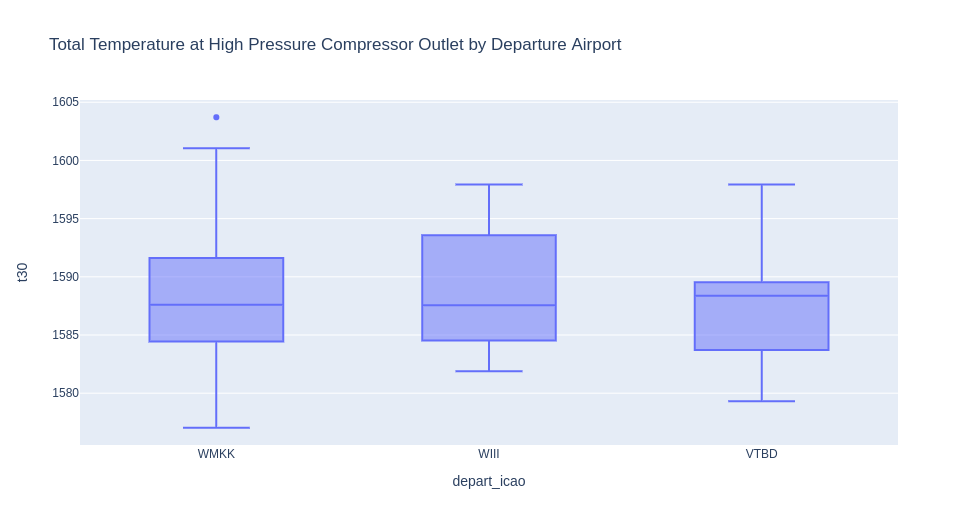 Total Temperature at High Pressure Compressor Outlet by Departure Airport
1605
1600
1595
1590
1585
1580
t30
WMKK WIII VTBD
depart_icao